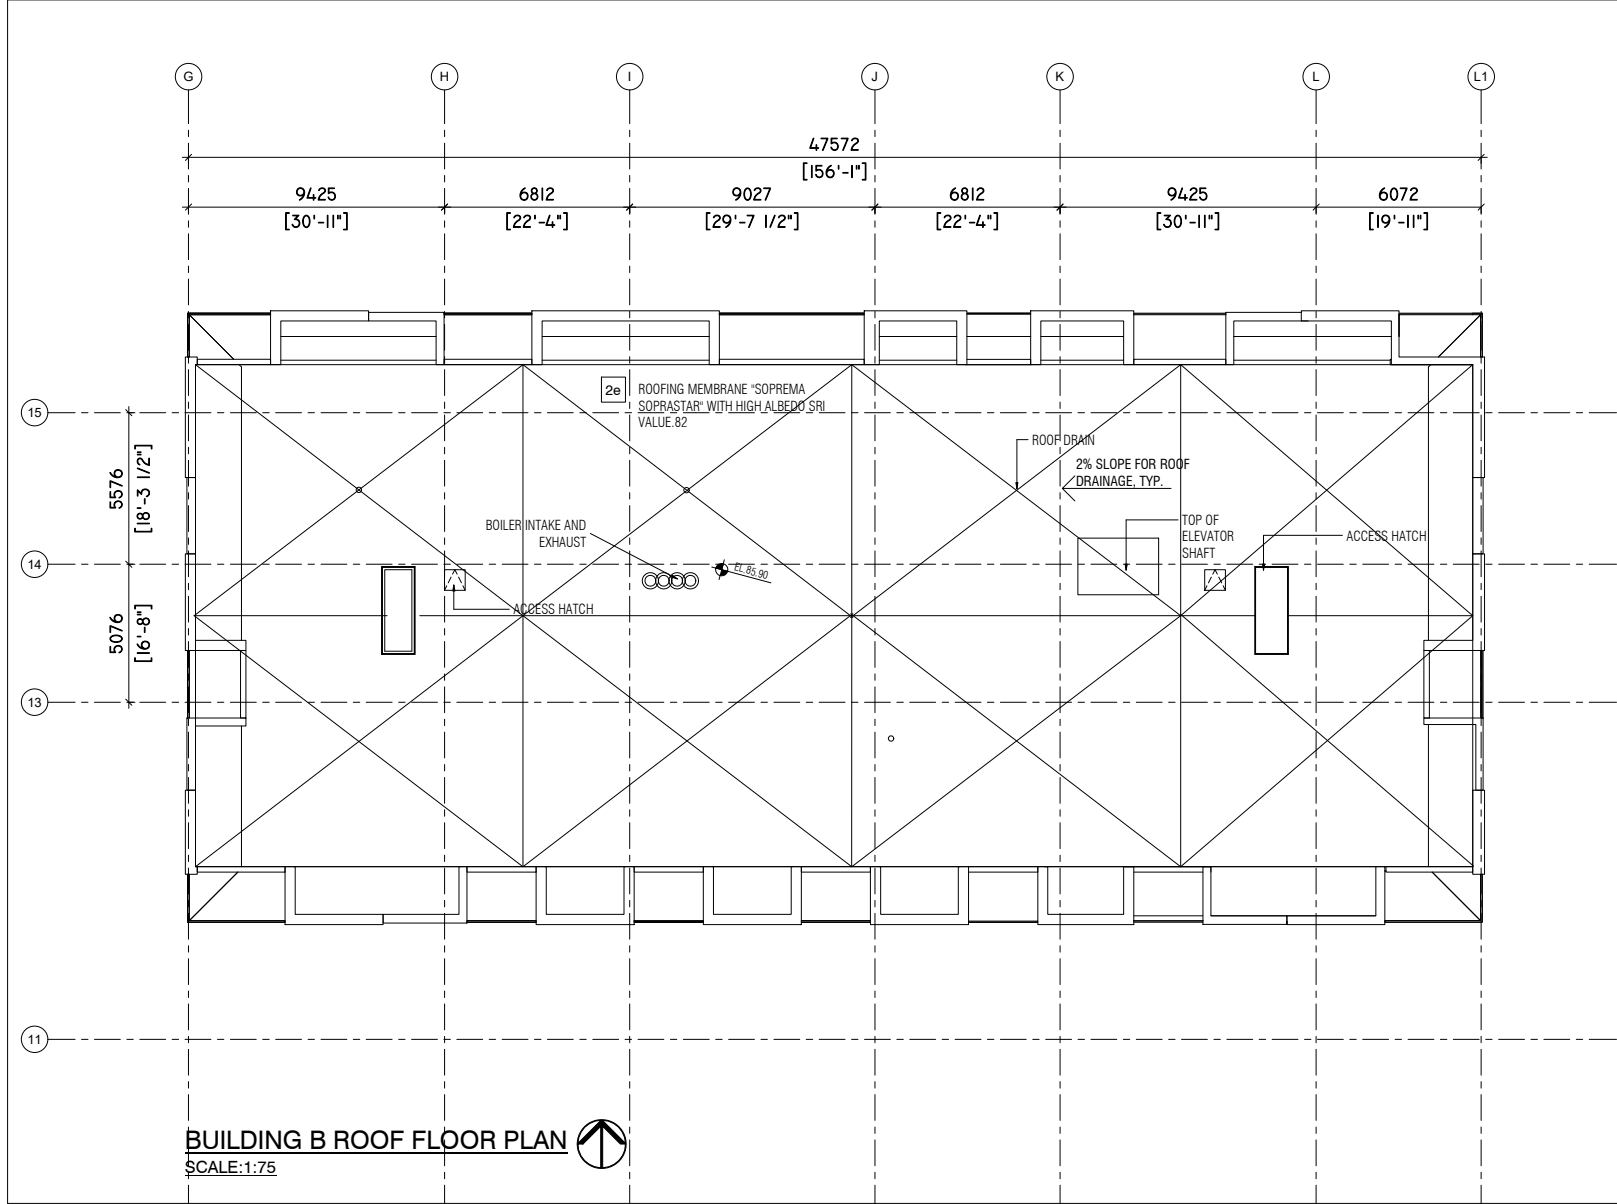 G H I J K L L1
47572
[156'-1"]
9425 6812 9027 6812 9425 6072
[30'-11"] [22'-4"] [29'-7 1/2"] [22'-4"] [30'-11"] [19'-11"]
2e
ROOFING MEMBRANE "SOPREMA
SOPRASTAR" WITH HIGH ALBEDO SRI
VALUE.82
15
ROOF DRAIN
2% SLOPE FOR ROOF
DRAINAGE, TYP.
5576
[18'-3 1/2"]
BOILER INTAKE AND
EXHAUST
TOP OF
ELEVATOR
SHAFT
ACCESS HATCH
14
EL.85.90
ACCESS HATCH
5076
[16'-8"]
13
11
BUILDING B ROOF FLOOR PLAN
SCALE:1:75